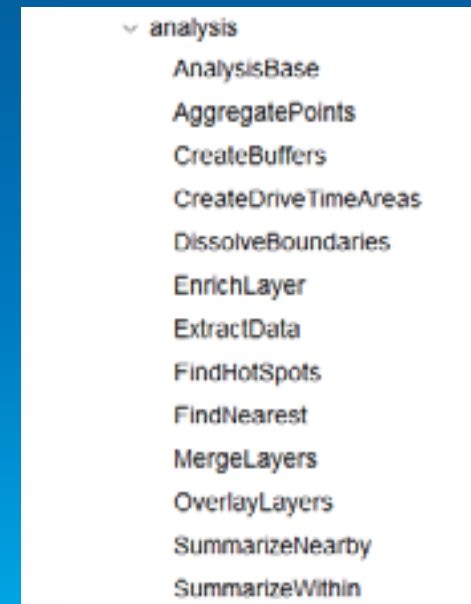 analysis
AnalysisBase
AggregatePoints
CreateBuffers
CreateDriveTimeAreas
DissolveBoundaries
EnrichLayer
ExtractData
FindHotSpots
FindNearest
MergeLayers
OverlayLayers
SummarizeNearby
SummarizeWithin